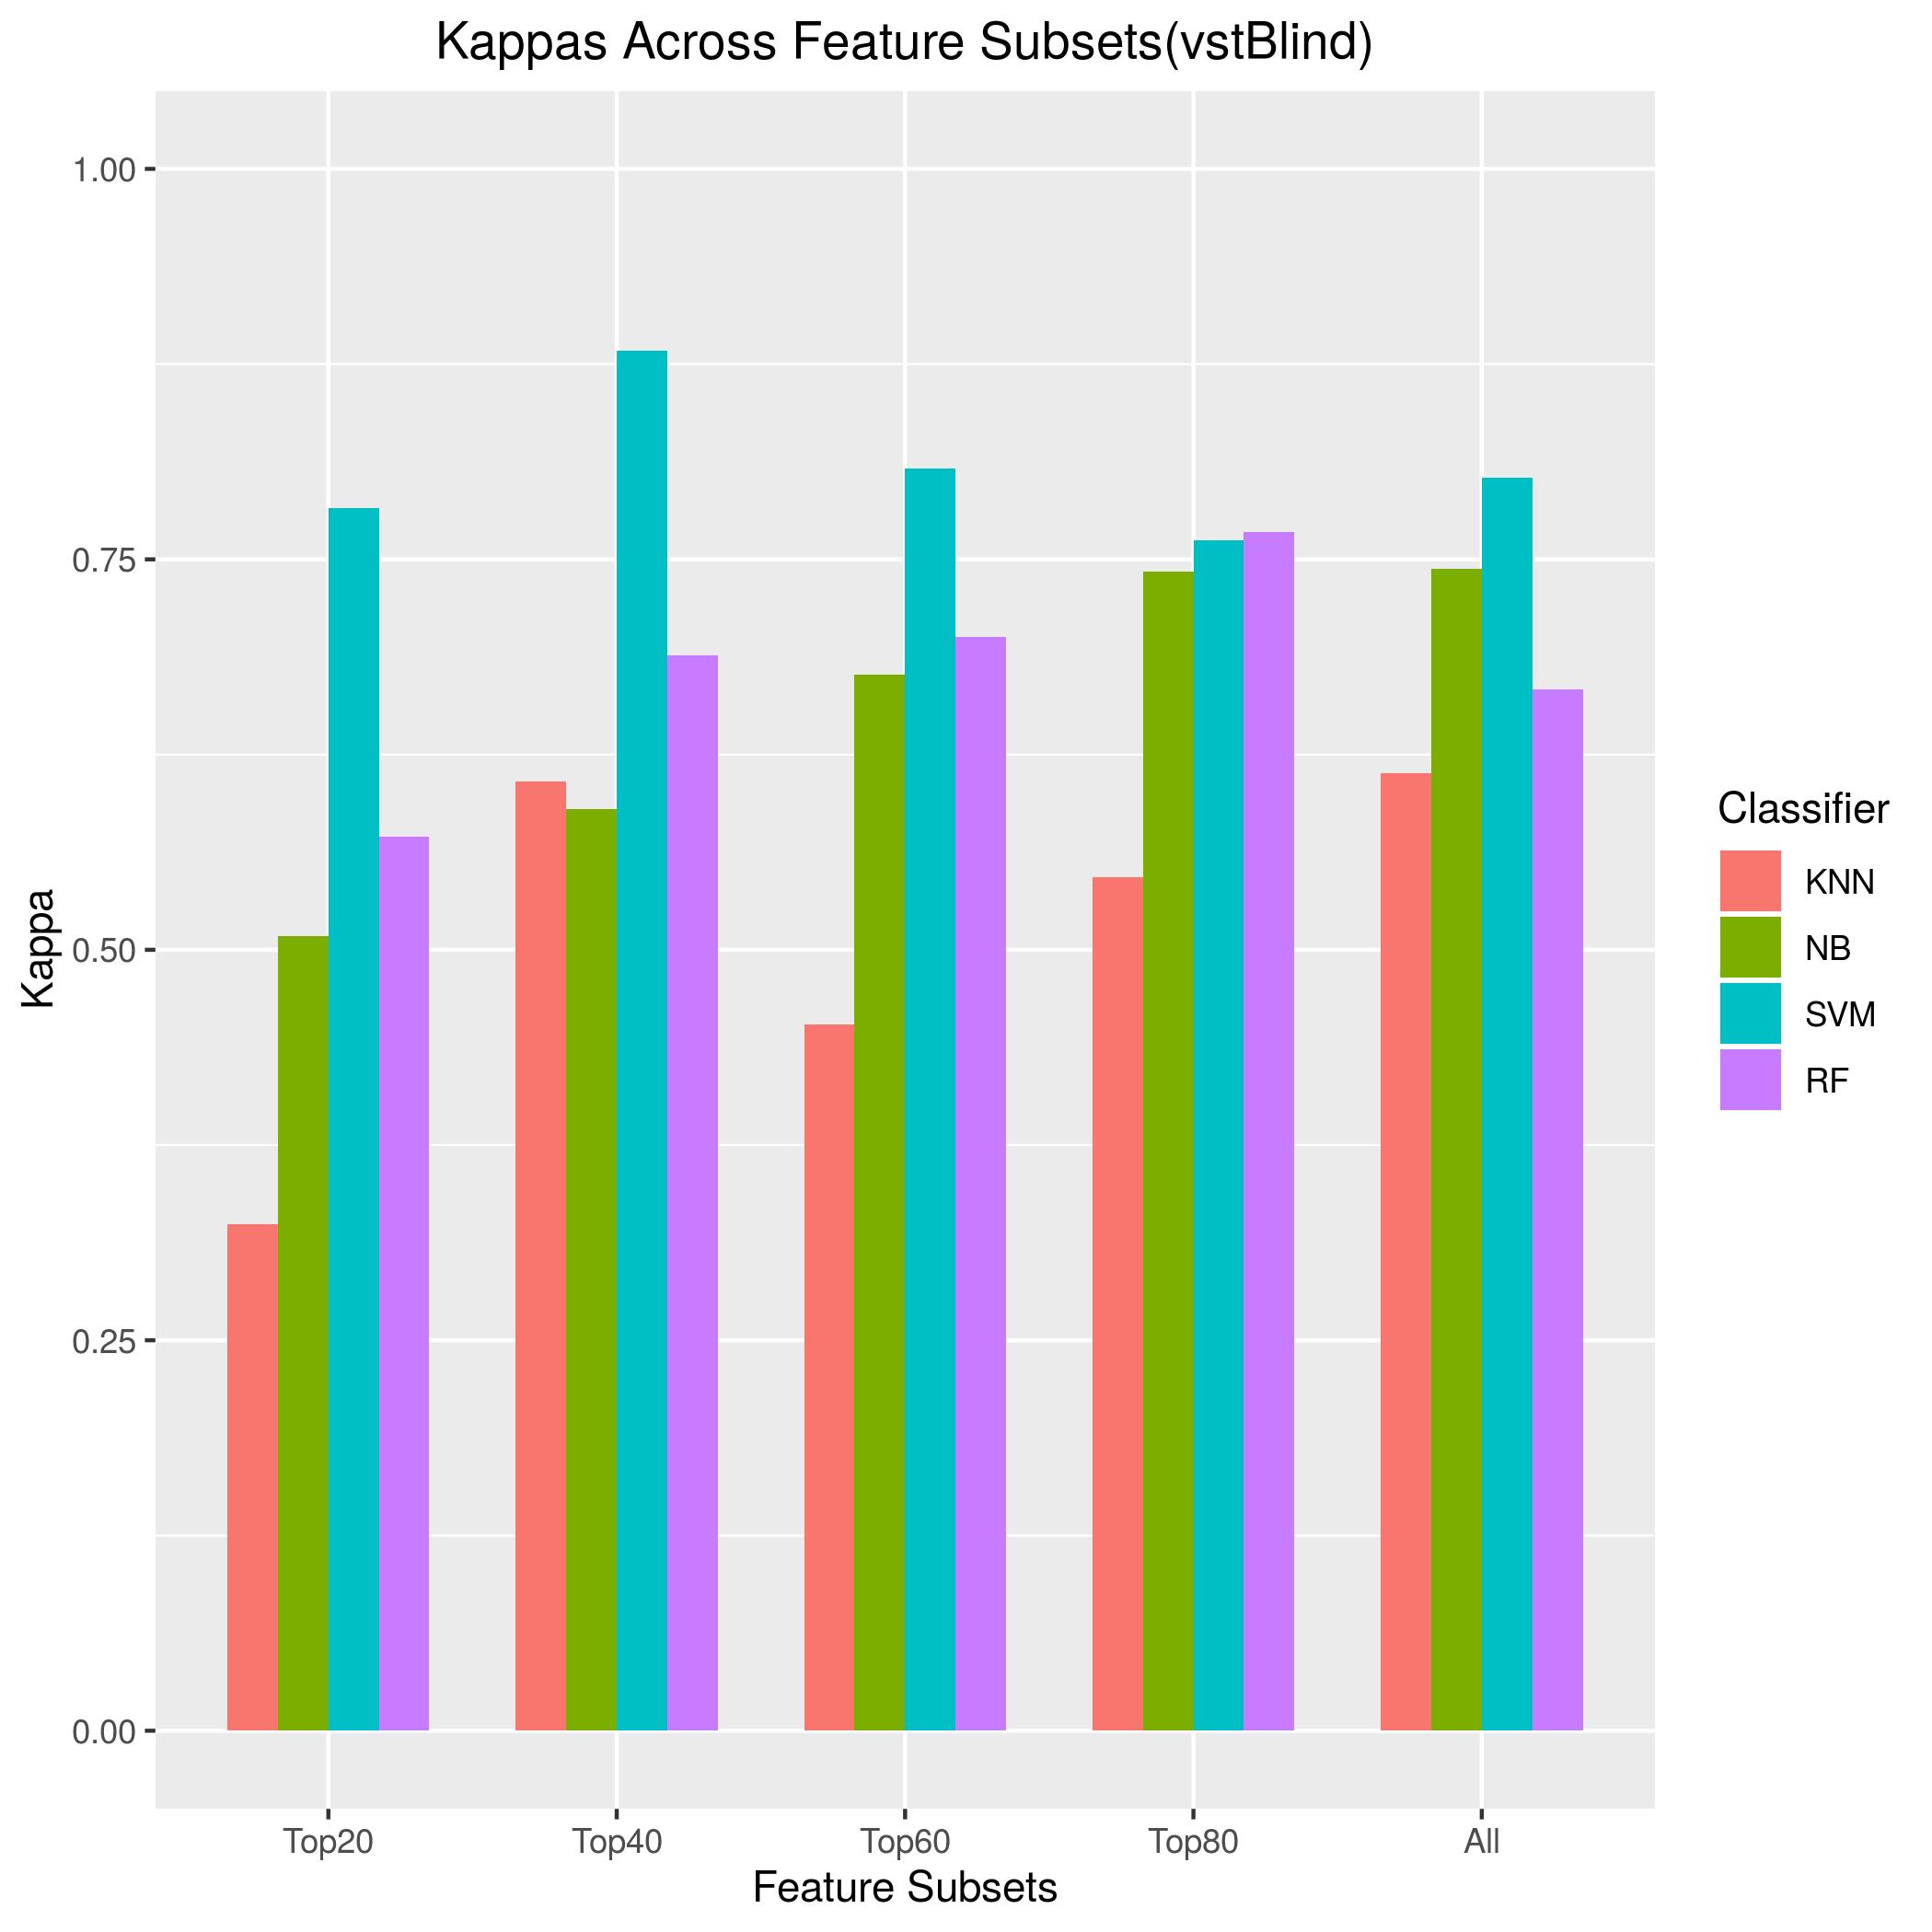 Kappas Across Feature Subsets(vstBlind)
1.00
0.75
0.50
0.25
0.00
Kappa
Top20 Top40 Top60 Top80 All
Feature Subsets
Classifier
KNN
NB
SVM
RF